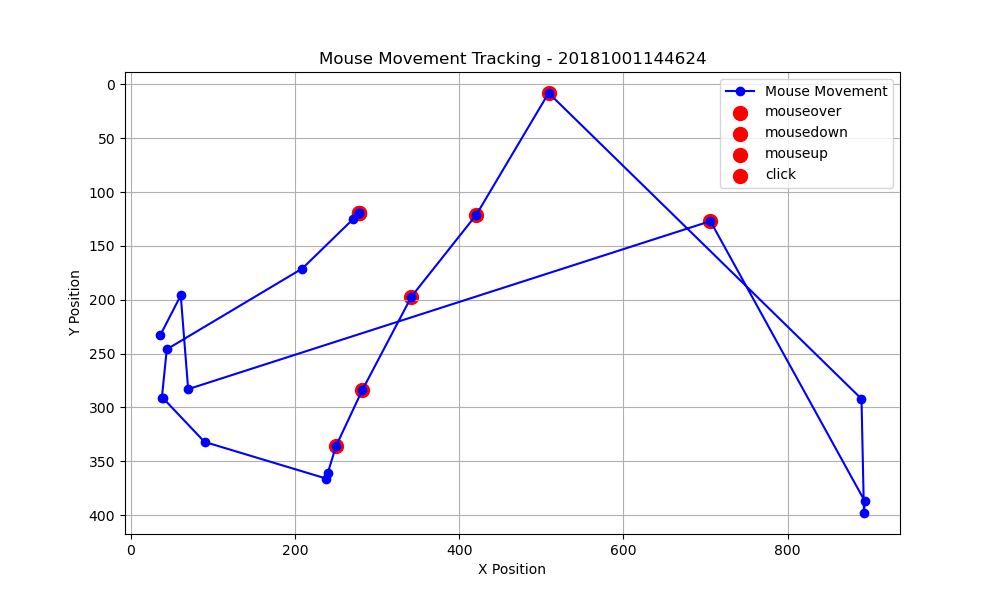 Mouse Movement Tracking - 20181001144624
Mouse Movement
mouseover
mousedown
mouseup
click
Y Position
0
50
100
150
200
250
300
350
400
0 200 400 600 800
X Position